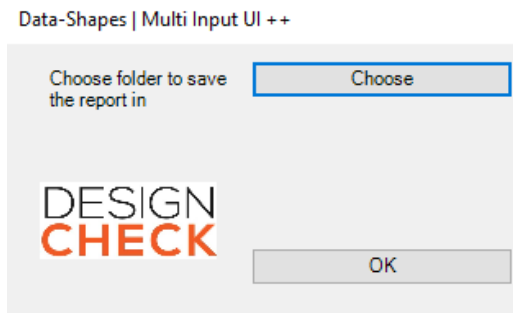 Data-Shapes | Multi Input UI ++
Choose folder to save
the report in
Choose
DESIGN
CHECK
OK